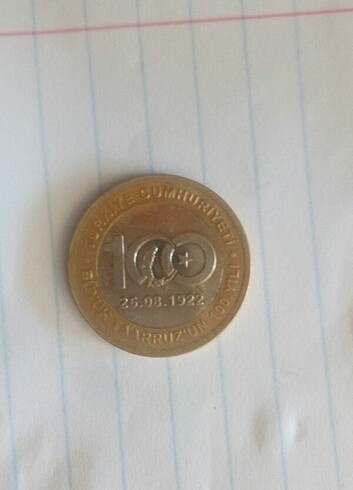 TÜRKİYE CUMHURİYETİ
100
26.08.1922
BÜYÜK TAARRUZ'UN 100. YILI